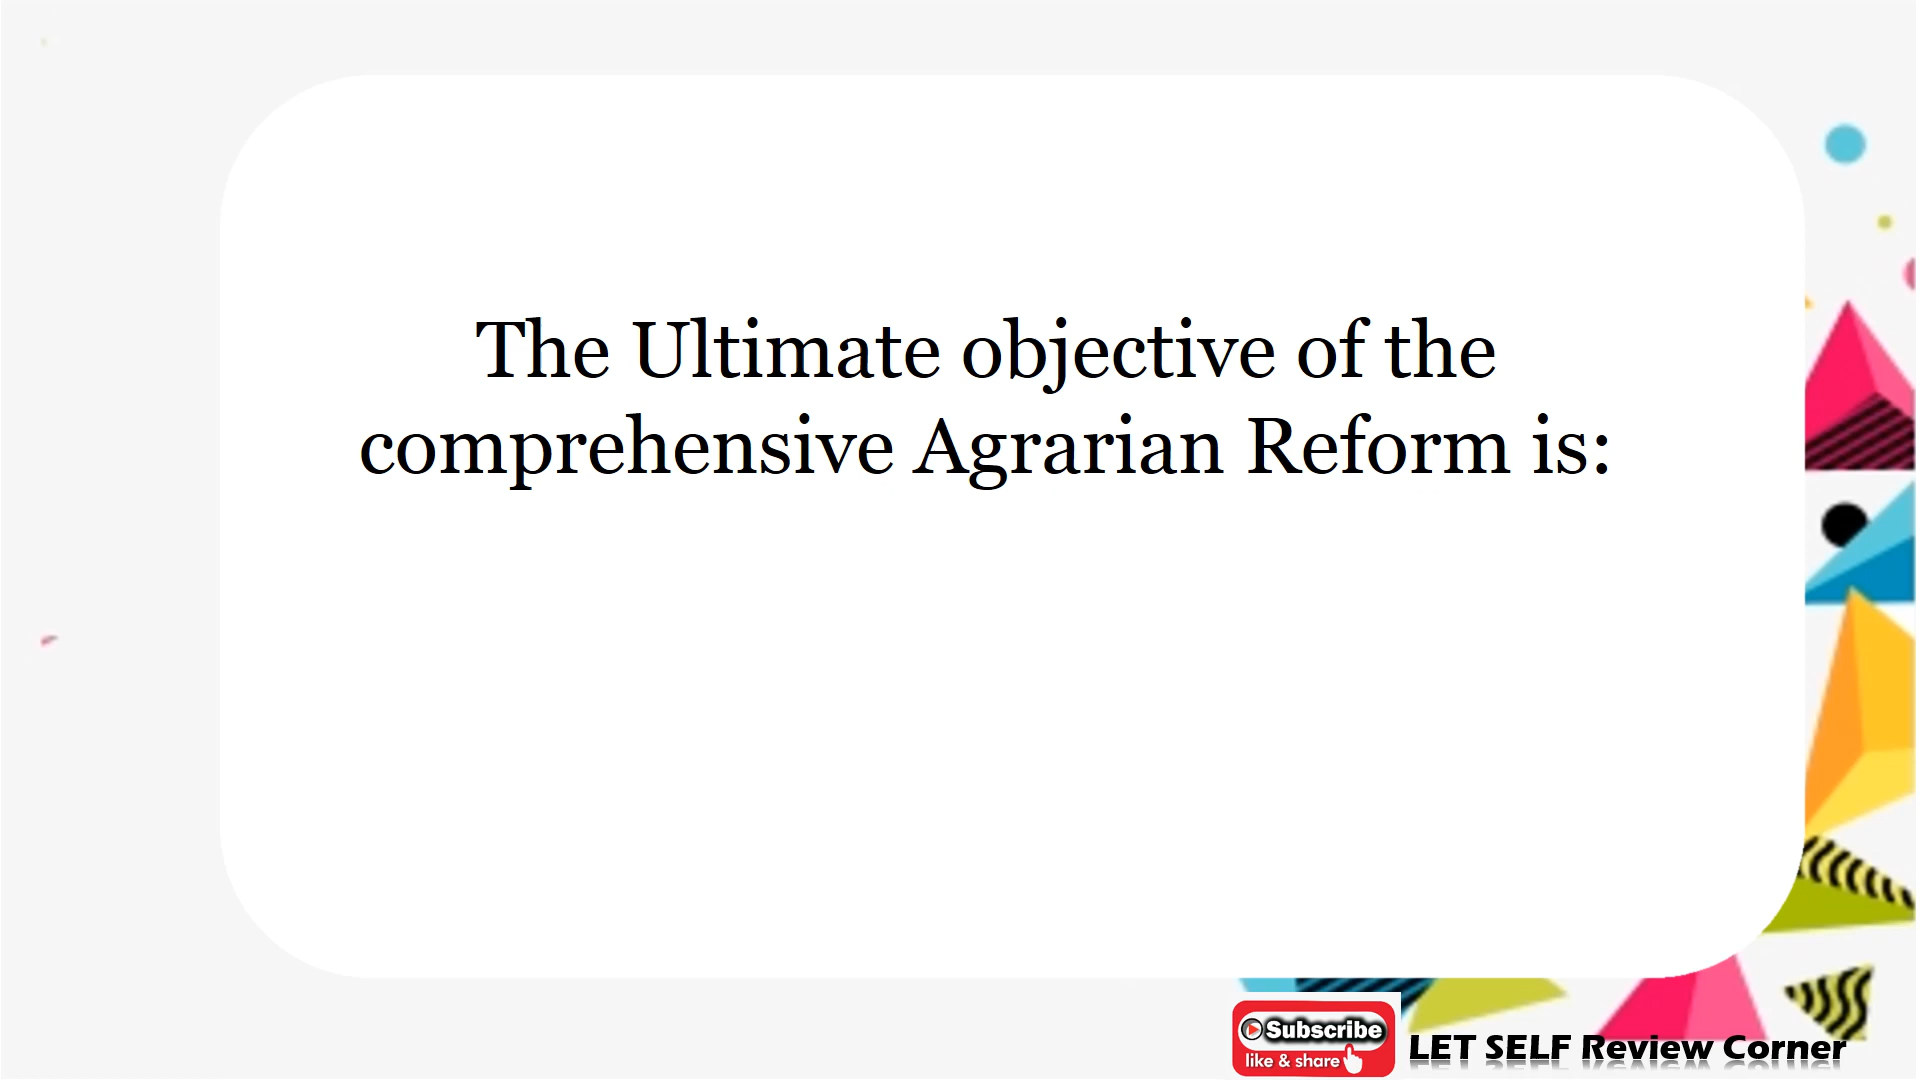 The Ultimate objective of the
comprehensive Agrarian Reform is:
Subscribe
like & share
LET SELF Review Corner